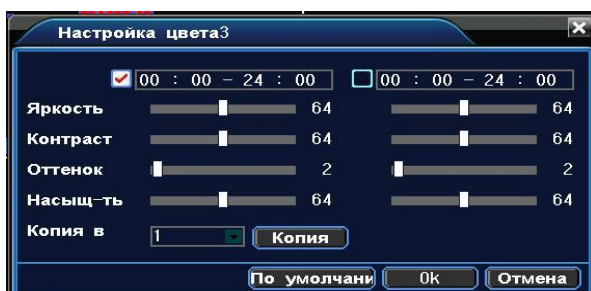 Настройка цвета3
00 : 00 - 24 : 00 00 : 00 - 24 : 00
Яркость 64 64
Контраст 64 64
Оттенок 2 2
Насыщ-ть 64 64
Копия в 1 Копия
По умолчани Ok Отмена